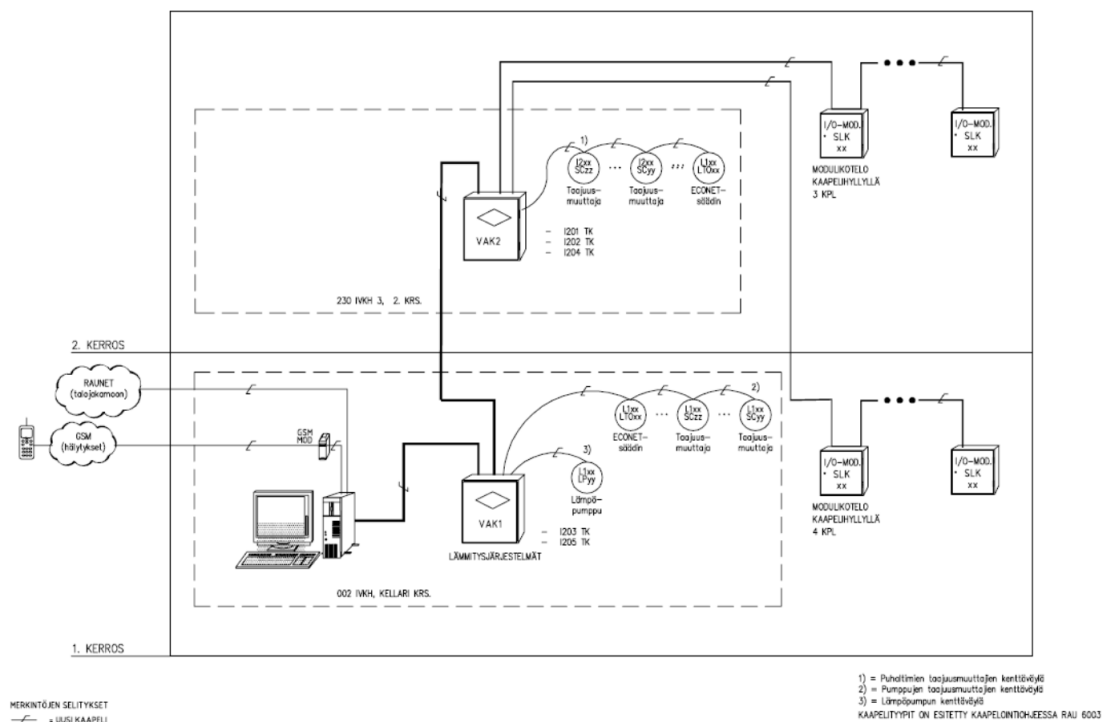 I/O-MOD.
SLK
xx
I/O-MOD.
SLK
xx
MODULIKOTELO
KAAPELIHYLLYLLÄ
3 KPL
1)
I2xx
SCzz
Taajuus-
muuttaja
I2xx
SCyy
Taajuus-
muuttaja
L1xx
LTOxx
ECONET-
säädin
VAK2
- I201 TK
- I202 TK
- I204 TK
230 IVKH 3, 2. KRS.
2. KERROS
RAUNET
(talojakamoon)
GSM
(hälytykset)
GSM
MOD
L1xx
LTOxx
ECONET-
säädin
L1xx
SCzz
Taajuus-
muuttaja
2)
L1xx
SCyy
Taajuus-
muuttaja
3)
L1xx
LPyy
Lämpö-
pumppu
VAK1
- I203 TK
- I205 TK
LÄMMITYSJÄRJESTELMÄT
I/O-MOD.
SLK
xx
I/O-MOD.
SLK
xx
MODULIKOTELO
KAAPELIHYLLYLLÄ
4 KPL
002 IVKH, KELLARI KRS.
1. KERROS
1) = Puhaltimien taajuusmuuttajien kenttäväylä
2) = Pumppujen taajuusmuuttajien kenttäväylä
3) = Lämpöpumpun kenttäväylä
KAAPELITYYPIT ON ESITETTY KAAPELOINTIOHJEESSA RAU 6003
MERKINTÖJEN SELITYKSET
= UUSI KAAPELI